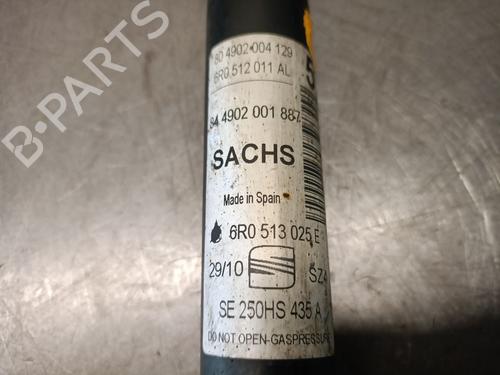 80 4902 004 129
6R0 512 011 AL
84 4902 001 887
SACHS
Made in Spain
6R0 513 025 E
29/10
SE 250HS 435 A
DO NOT OPEN-GASPRESSURE
B-PARTS